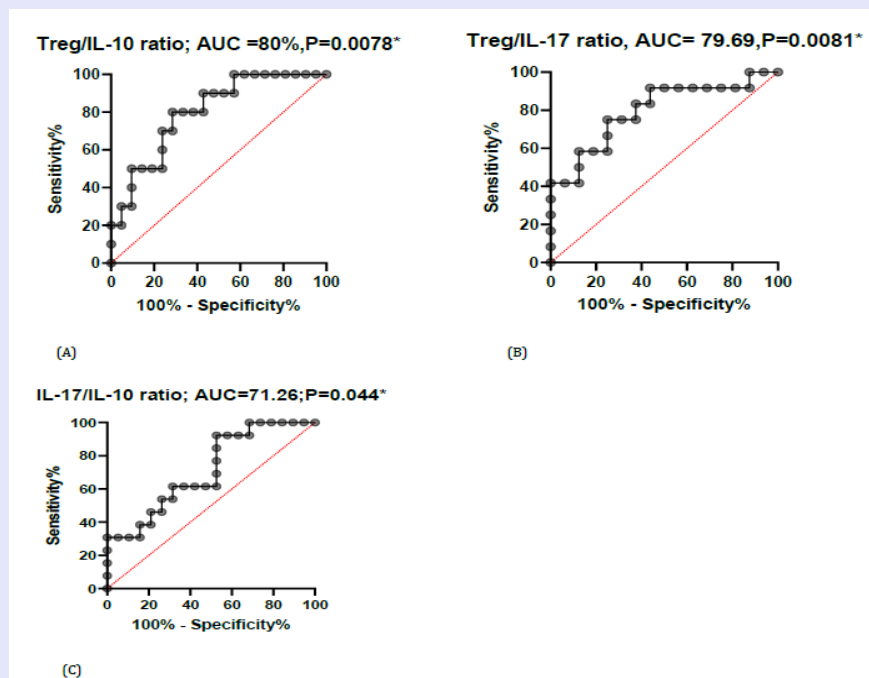 Treg/IL-10 ratio; AUC =80%,P=0.0078*
100
80
60
40
20
0
Sensitivity%
0 20 40 60 80 100
100% - Specificity%
(A)
Treg/IL-17 ratio, AUC= 79.69,P=0.0081*
100
80
60
40
20
0
Sensitivity%
0 20 40 60 80 100
100% - Specificity%
(B)
IL-17/IL-10 ratio; AUC=71.26;P=0.044*
100
80
60
40
20
0
Sensitivity%
0 20 40 60 80 100
100% - Specificity%
(C)